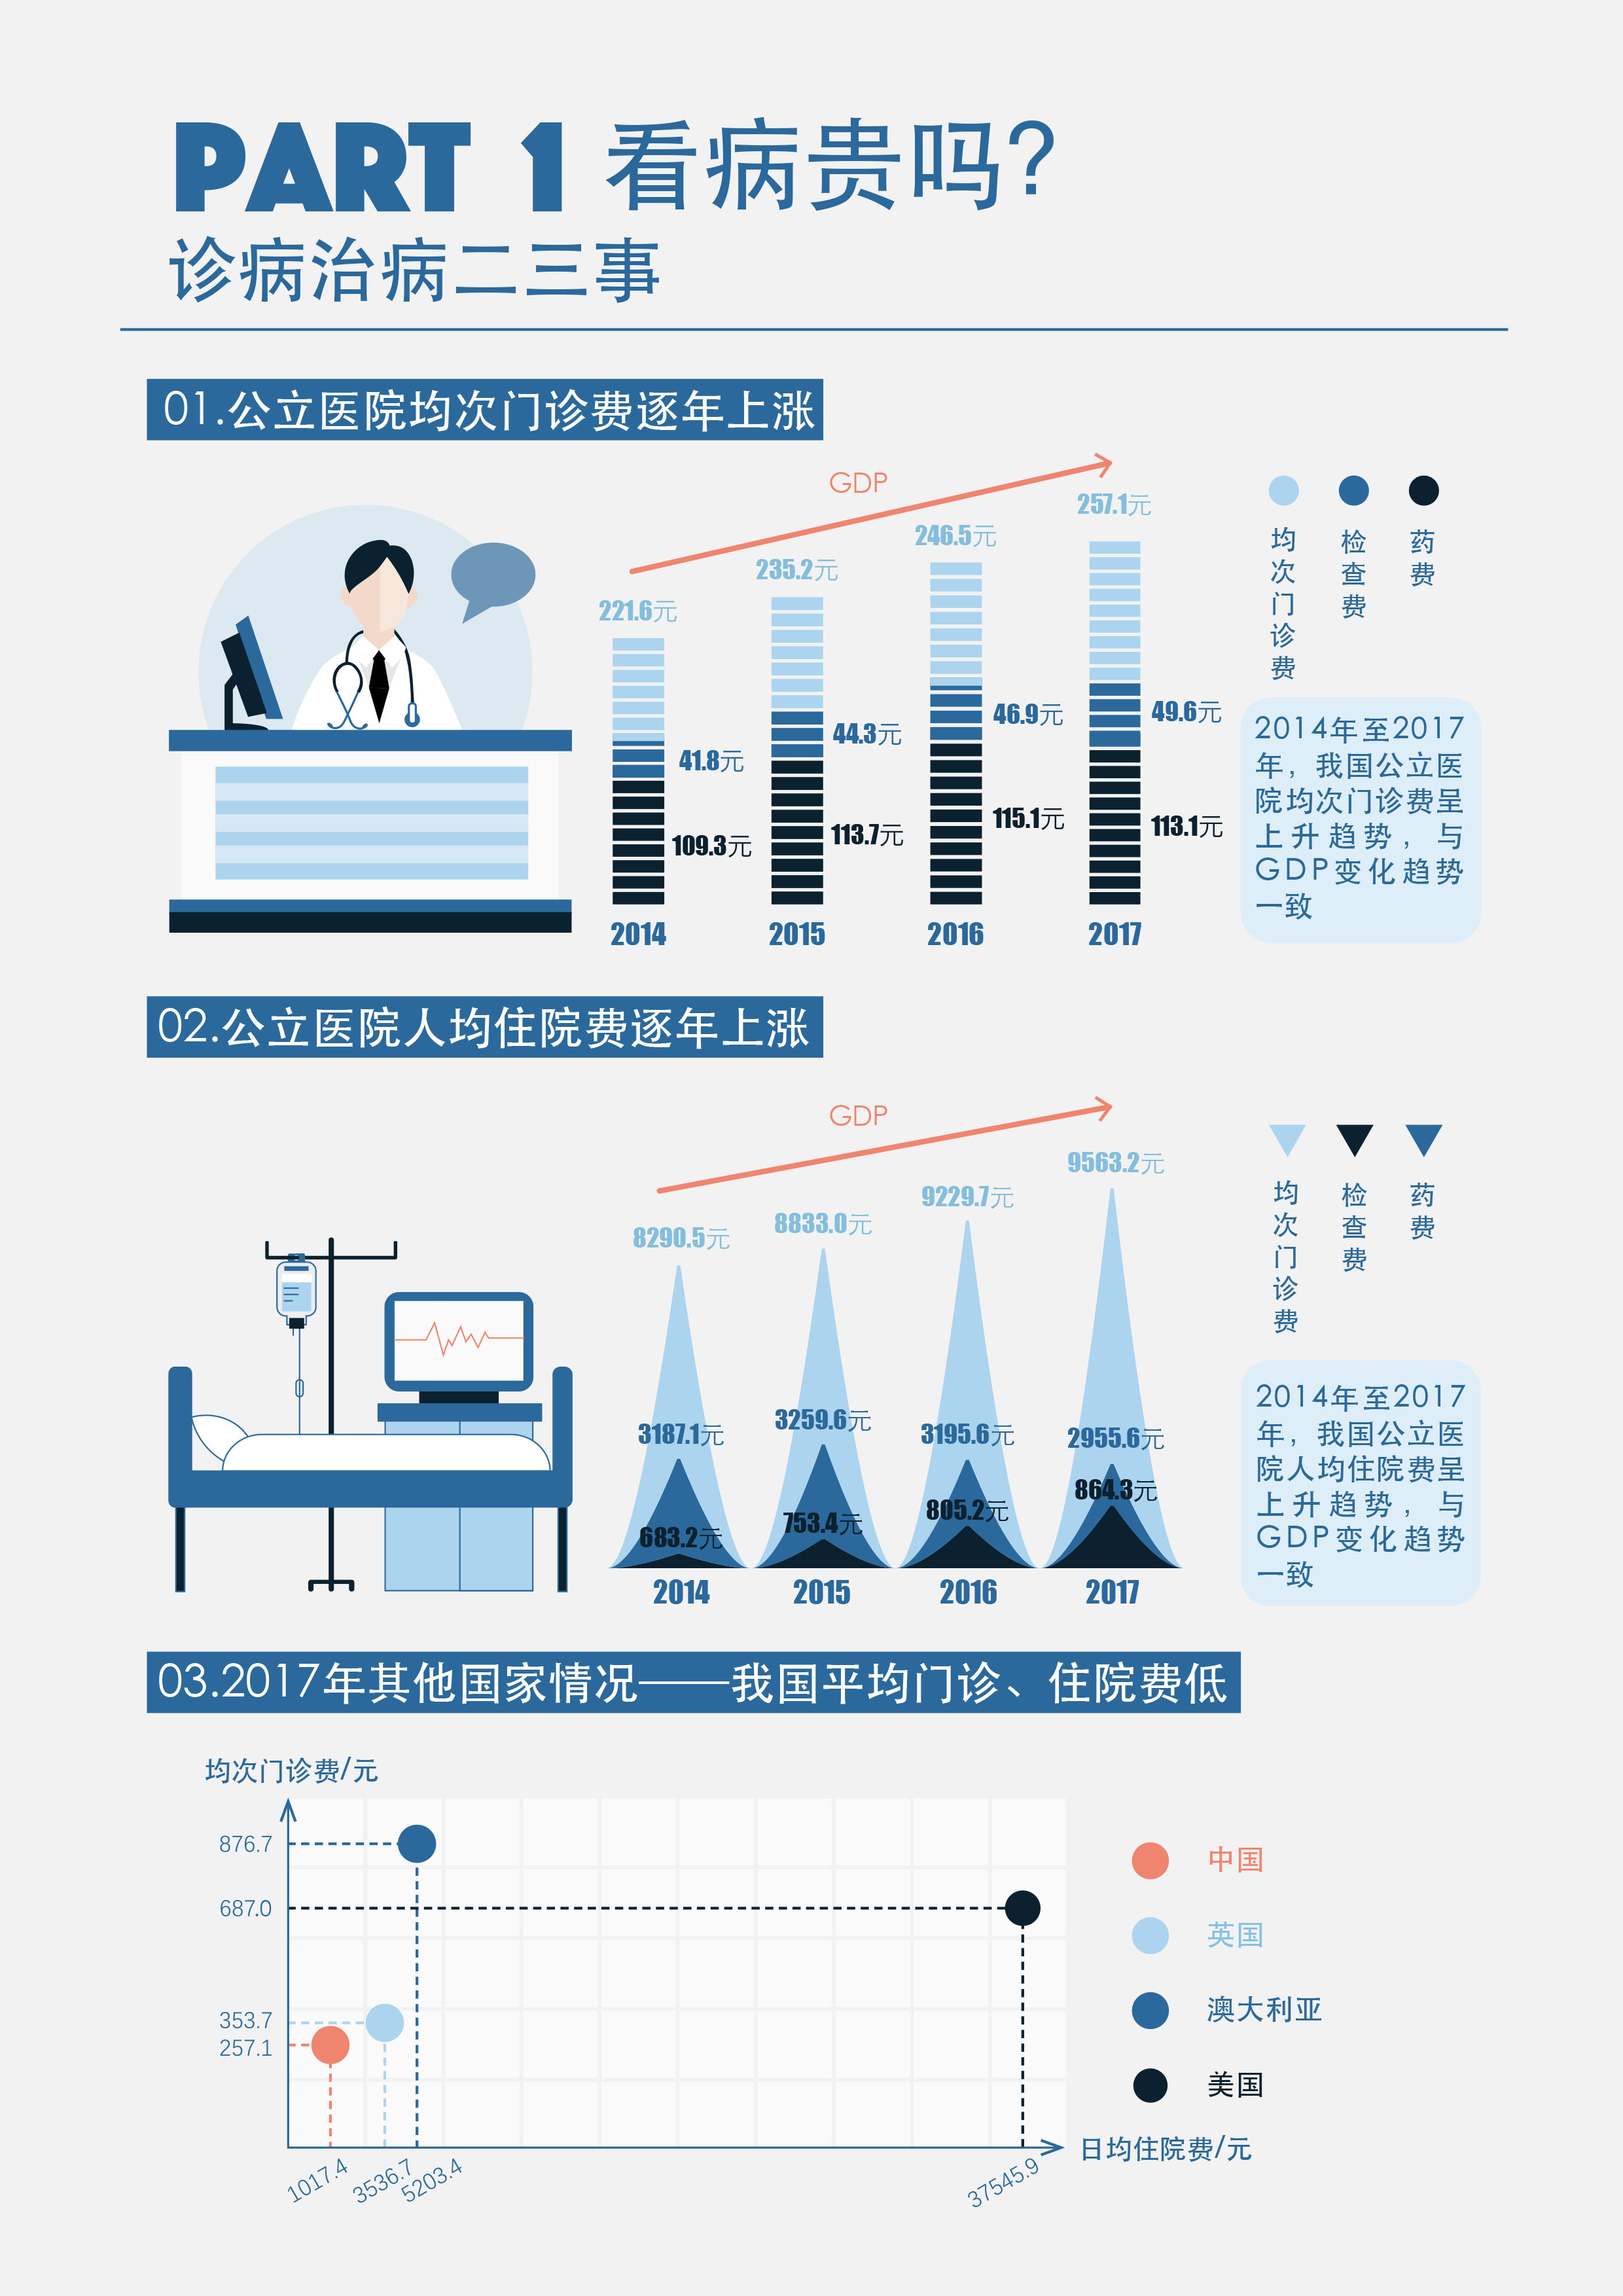 PART 1 看病贵吗?
诊病治病二三事
01.公立医院均次门诊费逐年上涨
GDP
257.1元
246.5元
235.2元
221.6元
49.6元
46.9元
44.3元
41.8元
115.1元
113.1元
113.7元
109.3元
2014
2015
2016
2017
均次门诊费
检查费
药费
2014年至2017
年，我国公立医
院均次门诊费呈
上升趋势，与
GDP变化趋势
一致
02.公立医院人均住院费逐年上涨
GDP
9563.2元
9229.7元
8833.0元
8290.5元
3187.1元
3259.6元
3195.6元
2955.6元
683.2元
753.4元
805.2元
864.3元
2014
2015
2016
2017
均次门诊费
检查费
药费
2014年至2017
年，我国公立医
院人均住院费呈
上升趋势，与
GDP变化趋势
一致
03.2017年其他国家情况——我国平均门诊、住院费低
均次门诊费/元
876.7
687.0
353.7
257.1
1017.4
3536.7
5203.4
37545.9
日均住院费/元
中国
英国
澳大利亚
美国